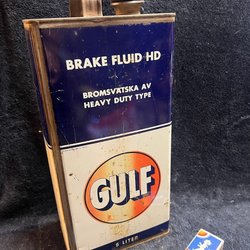 BRAKE FLUID HD
BROMSVÄTSKA AV
HEAVY DUTY TYPE
GULF
5 LITER